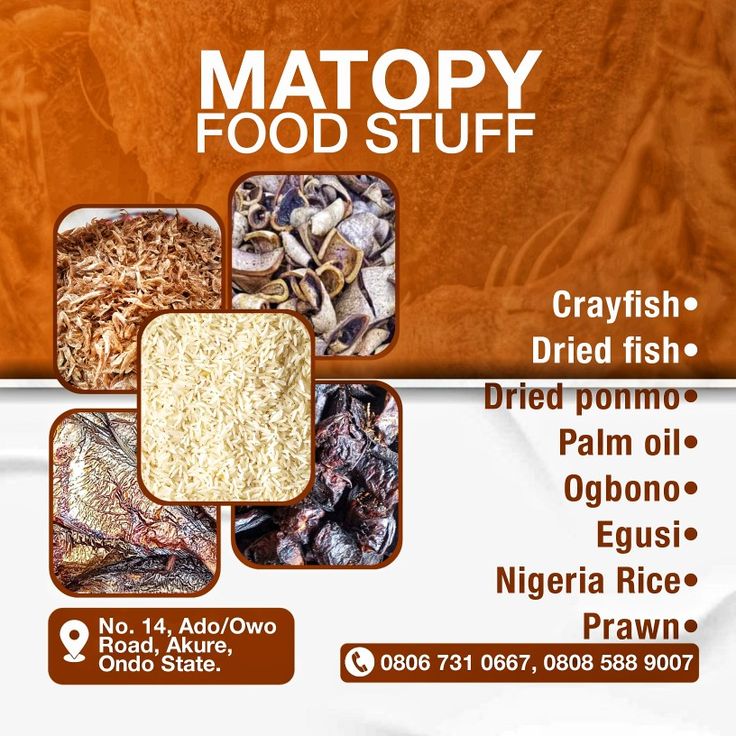 MATOPY
FOOD STUFF
Crayfish•
Dried fish•
Dried ponmo•
Palm oil•
Ogbono•
Egusi•
Nigeria Rice•
Prawn•
No. 14, Ado/Owo
Road, Akure,
Ondo State.
0806 731 0667, 0808 588 9007